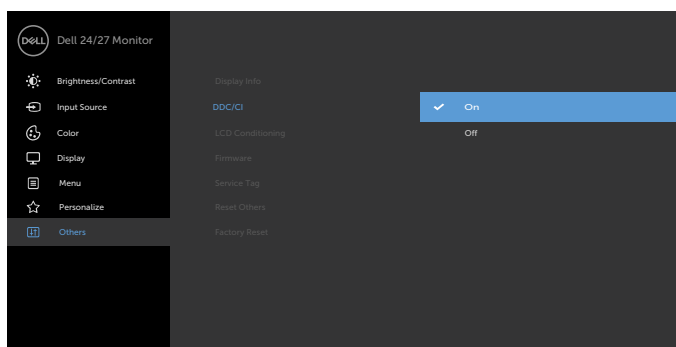 DELL Dell 24/27 Monitor
Brightness/Contrast
Input Source
Color
Display
Menu
Personalize
Others
Display Info
DDC/CI
LCD Conditioning
Firmware
Service Tag
Reset Others
Factory Reset
On
Off